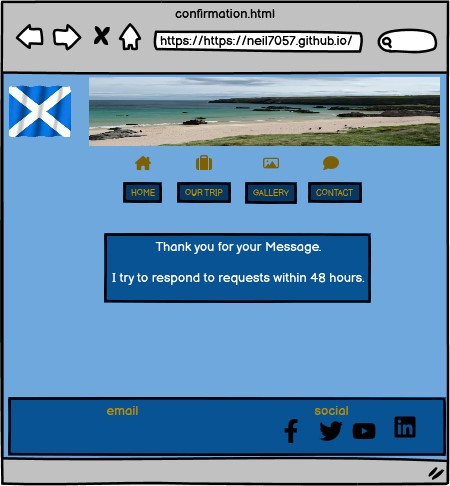 confirmation.html
https://https://neil7057.github.io/
HOME
OUR TRIP
GALLERY
CONTACT
Thank you for your Message.
I try to respond to requests within 48 hours.
email
social